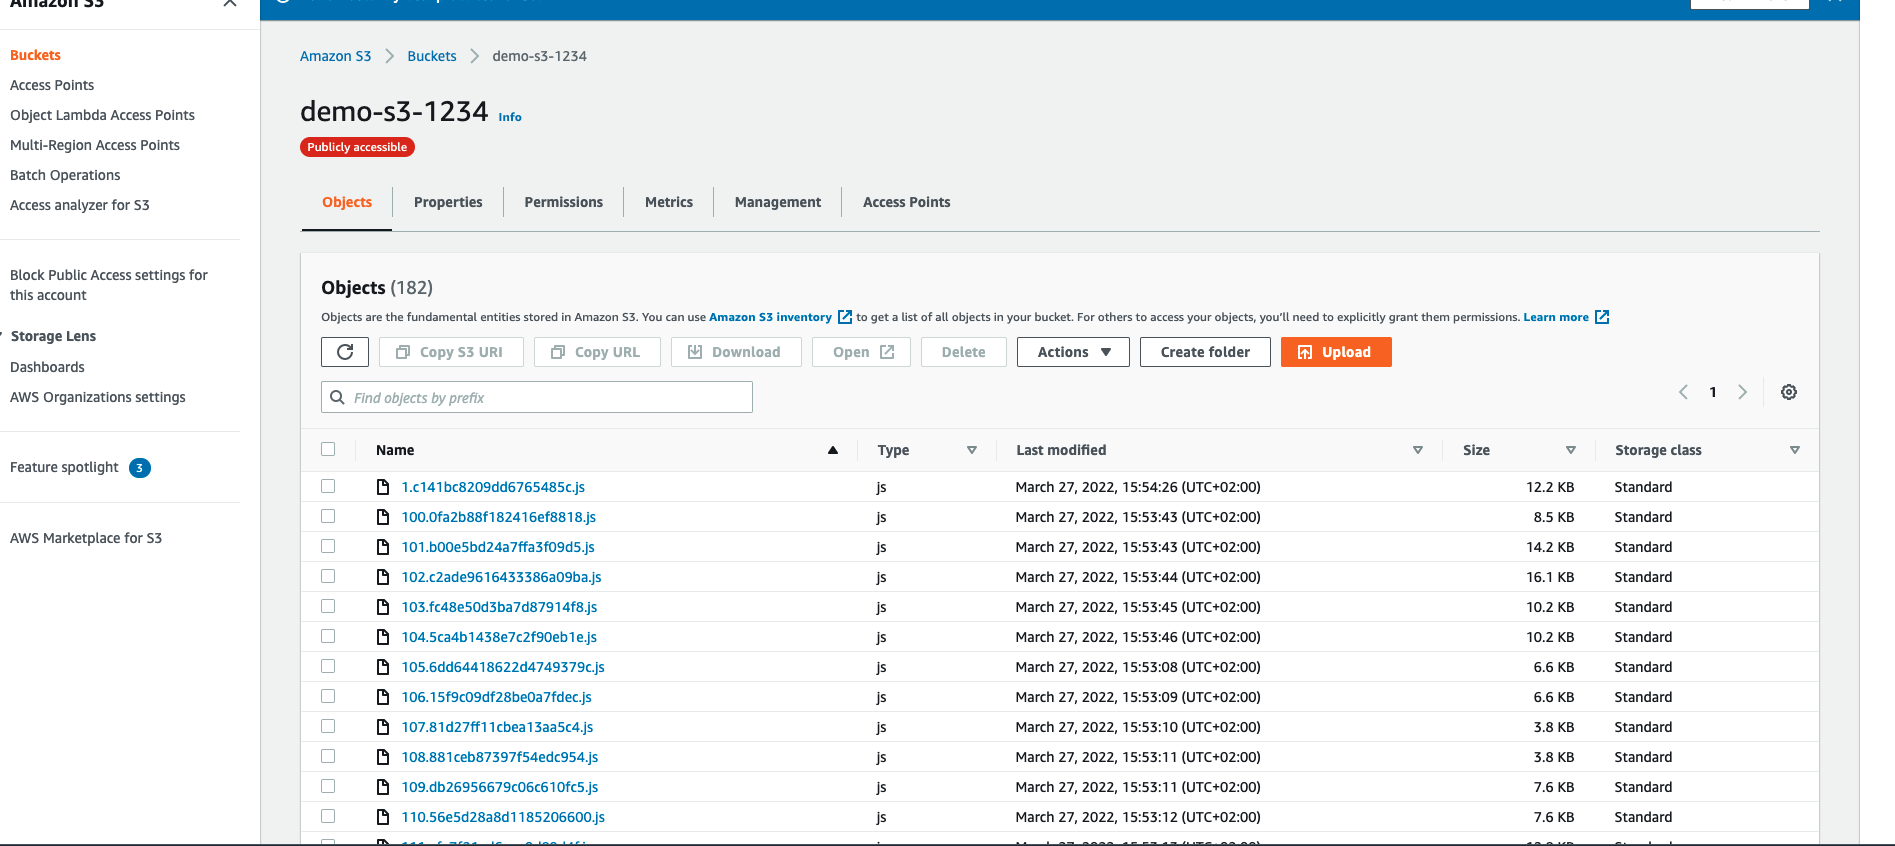 Amazon S3
Buckets
Access Points
Object Lambda Access Points
Multi-Region Access Points
Batch Operations
Access analyzer for S3
Block Public Access settings for
this account
Storage Lens
Dashboards
AWS Organizations settings
Feature spotlight 3
AWS Marketplace for S3
Amazon S3 Buckets demo-s3-1234
demo-s3-1234 Info
Publicly accessible
Objects Properties Permissions Metrics Management Access Points
Objects (182)
Objects are the fundamental entities stored in Amazon S3. You can use Amazon S3 inventory to get a list of all objects in your bucket. For others to access your objects, you'll need to explicitly grant them permissions. Learn more
Copy S3 URI Copy URL Download Open Delete Actions Create folder Upload
Find objects by prefix 1
Name Type Last modified Size Storage class
1.c141bc8209dd6765485c.js js March 27, 2022, 15:54:26 (UTC+02:00) 12.2 KB Standard
100.0fa2b88f182416ef8818.js js March 27, 2022, 15:53:43 (UTC+02:00) 8.5 KB Standard
101.b00e5bd24a7ffa3f09d5.js js March 27, 2022, 15:53:43 (UTC+02:00) 14.2 KB Standard
102.c2ade9616433386a09ba.js js March 27, 2022, 15:53:44 (UTC+02:00) 16.1 KB Standard
103.fc48e50d3ba7d87914f8.js js March 27, 2022, 15:53:45 (UTC+02:00) 10.2 KB Standard
104.5ca4b1438e7c2f90eb1e.js js March 27, 2022, 15:53:46 (UTC+02:00) 10.2 KB Standard
105.6dd64418622d4749379c.js js March 27, 2022, 15:53:08 (UTC+02:00) 6.6 KB Standard
106.15f9c09df28be0a7fdec.js js March 27, 2022, 15:53:09 (UTC+02:00) 6.6 KB Standard
107.81d27ff11cbea13aa5c4.js js March 27, 2022, 15:53:10 (UTC+02:00) 3.8 KB Standard
108.881ceb87397f54edc954.js js March 27, 2022, 15:53:11 (UTC+02:00) 3.8 KB Standard
109.db26956679c06c610fc5.js js March 27, 2022, 15:53:11 (UTC+02:00) 7.6 KB Standard
110.56e5d28a8d1185206600.js js March 27, 2022, 15:53:12 (UTC+02:00) 7.6 KB Standard